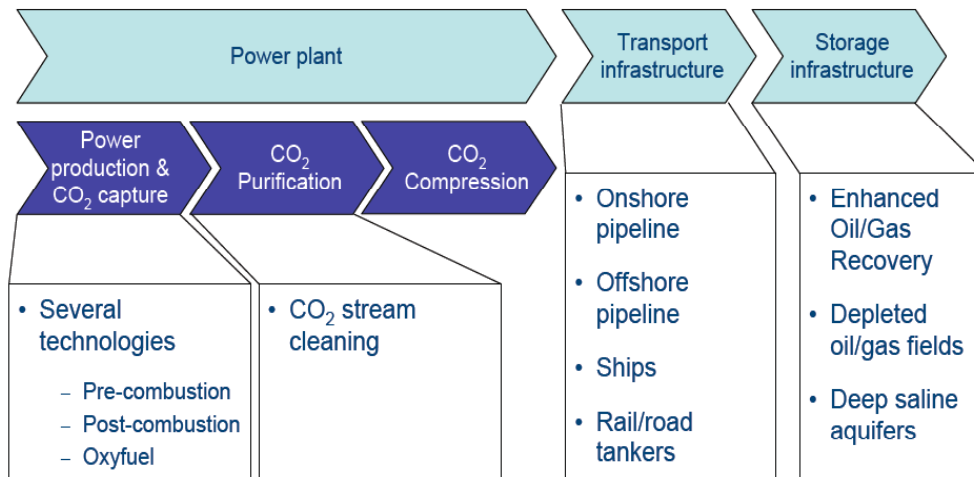 Power plant
Transport
infrastructure
Storage
infrastructure
Power
production &
CO₂ capture
CO₂
Purification
CO₂
Compression
• Several
technologies
– Pre-combustion
– Post-combustion
– Oxyfuel
• CO₂ stream
cleaning
• Onshore
pipeline
• Offshore
pipeline
• Ships
• Rail/road
tankers
• Enhanced
Oil/Gas
Recovery
• Depleted
oil/gas fields
• Deep saline
aquifers